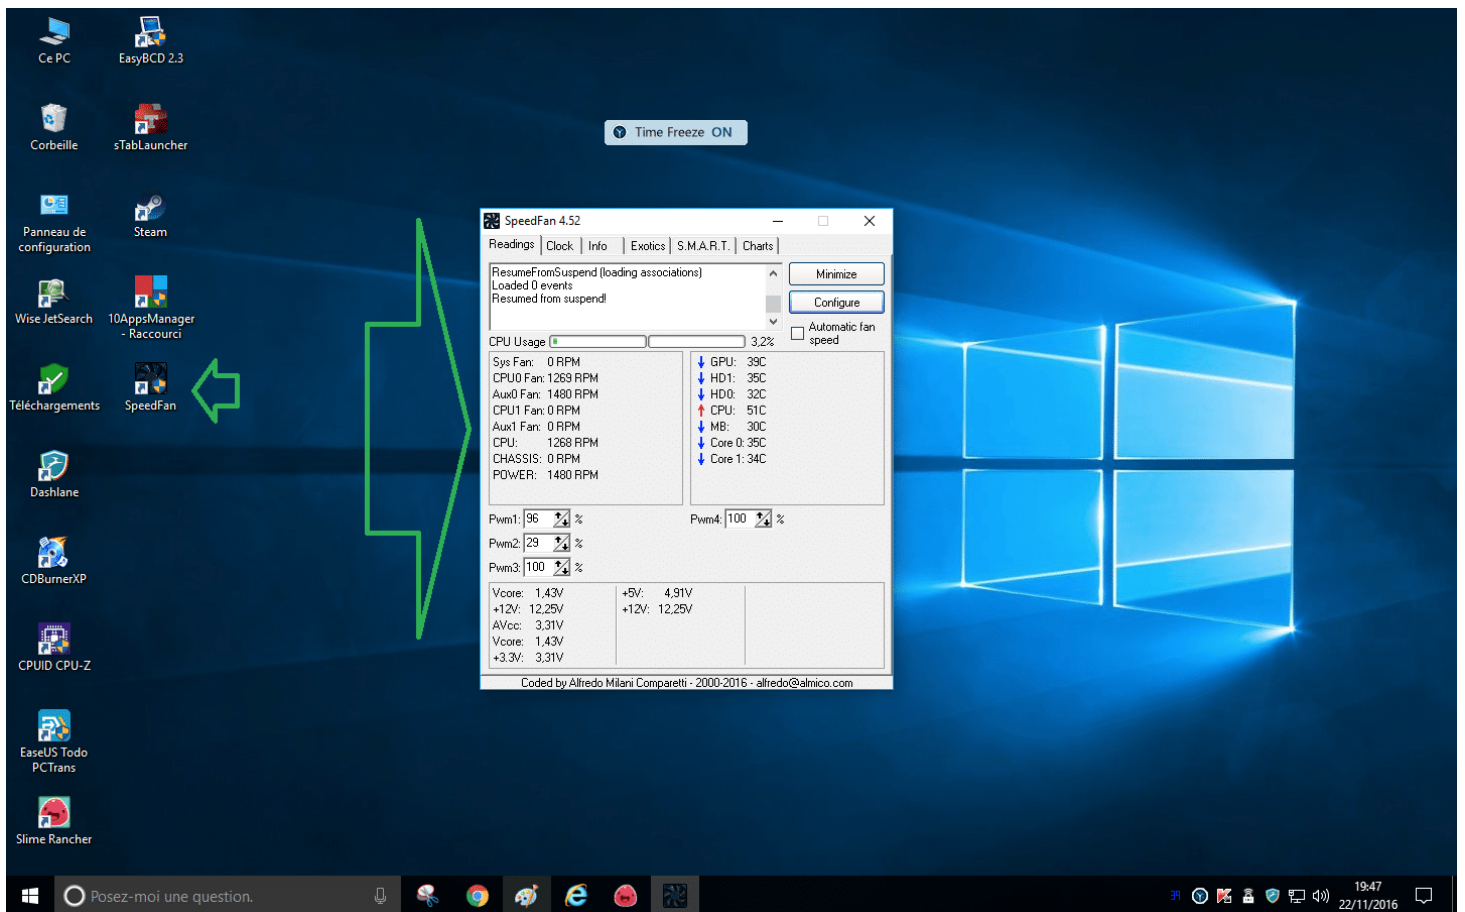 Ce PC
EasyBCD 2.3
Corbeille
sTabLauncher
Panneau de
configuration
Steam
Wise JetSearch
10AppsManager
- Raccourci
Téléchargements
SpeedFan
Dashlane
CDBurnerXP
CPUID CPU-Z
EaseUS Todo
PCTrans
Slime Rancher
Time Freeze ON
SpeedFan 4.52
Readings Clock Info Exotics S.M.A.R.T. Charts
ResumeFromSuspend (loading associations)
Loaded 0 events
Resumed from suspend!
Minimize
Configure
Automatic fan
speed
CPU Usage 3,2%
Sys Fan: 0 RPM
CPU0 Fan: 1269 RPM
Aux0 Fan: 1480 RPM
CPU1 Fan: 0 RPM
Aux1 Fan: 0 RPM
CPU: 1268 RPM
CHASSIS: 0 RPM
POWER: 1480 RPM
GPU: 39C
HD1: 35C
HD0: 32C
CPU: 51C
MB: 30C
Core 0: 35C
Core 1: 34C
Pwm1: 96 %
Pwm2: 29 %
Pwm3: 100 %
Pwm4: 100 %
Vcore: 1,43V
+12V: 12,25V
AVcc: 3,31V
Vcore: 1,43V
+3.3V: 3,31V
+5V: 4,91V
+12V: 12,25V
Coded by Alfredo Milani Comparetti - 2000-2016 - alfredo@almico.com
Posez-moi une question.
19:47
22/11/2016